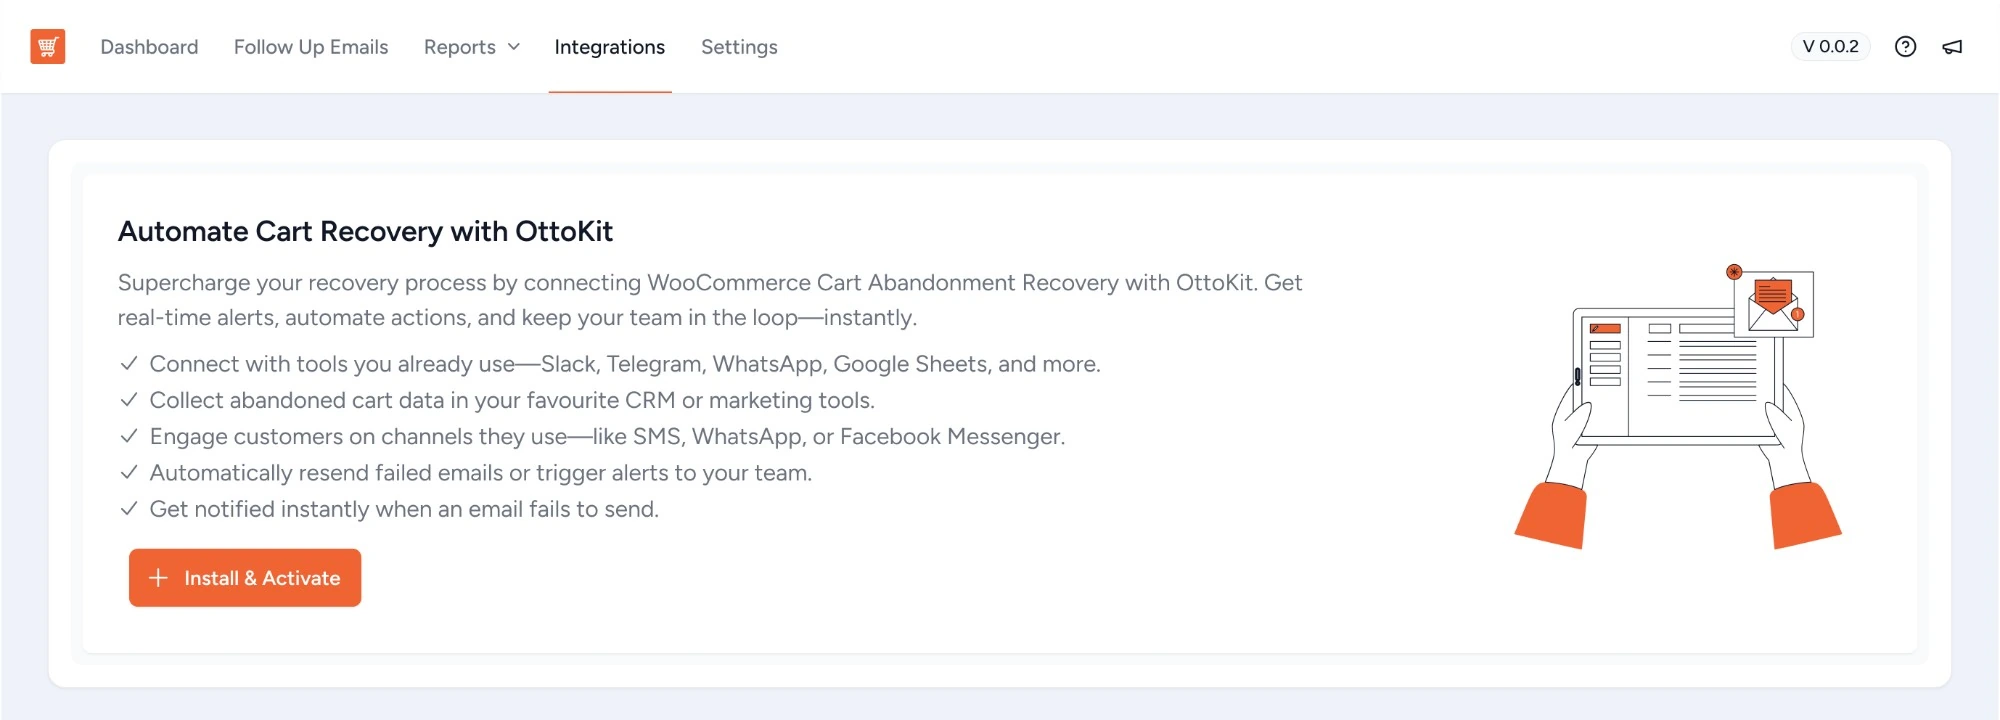 Dashboard
Follow Up Emails
Reports
Integrations
Settings
V 0.0.2
Automate Cart Recovery with OttoKit
Supercharge your recovery process by connecting WooCommerce Cart Abandonment Recovery with OttoKit. Get
real-time alerts, automate actions, and keep your team in the loop—instantly.
Connect with tools you already use—Slack, Telegram, WhatsApp, Google Sheets, and more.
Collect abandoned cart data in your favourite CRM or marketing tools.
Engage customers on channels they use—like SMS, WhatsApp, or Facebook Messenger.
Automatically resend failed emails or trigger alerts to your team.
Get notified instantly when an email fails to send.
Install & Activate
1